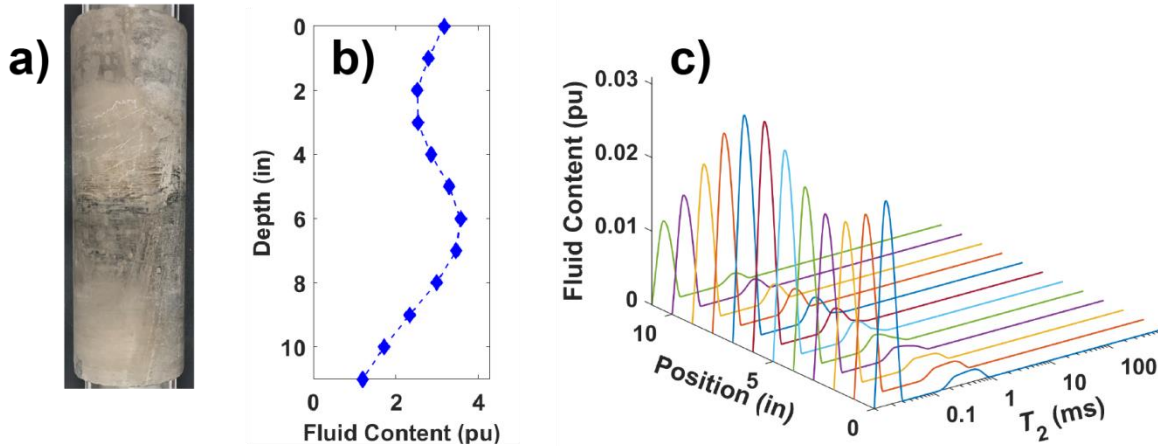 a)
b)
0
2
4
6
8
10
Depth (in)
0
2
4
Fluid Content (pu)
c)
0.03
0.02
0.01
0
Fluid Content (pu)
10
5
0
Position (in)
0.1
1
10
100
T2 (ms)